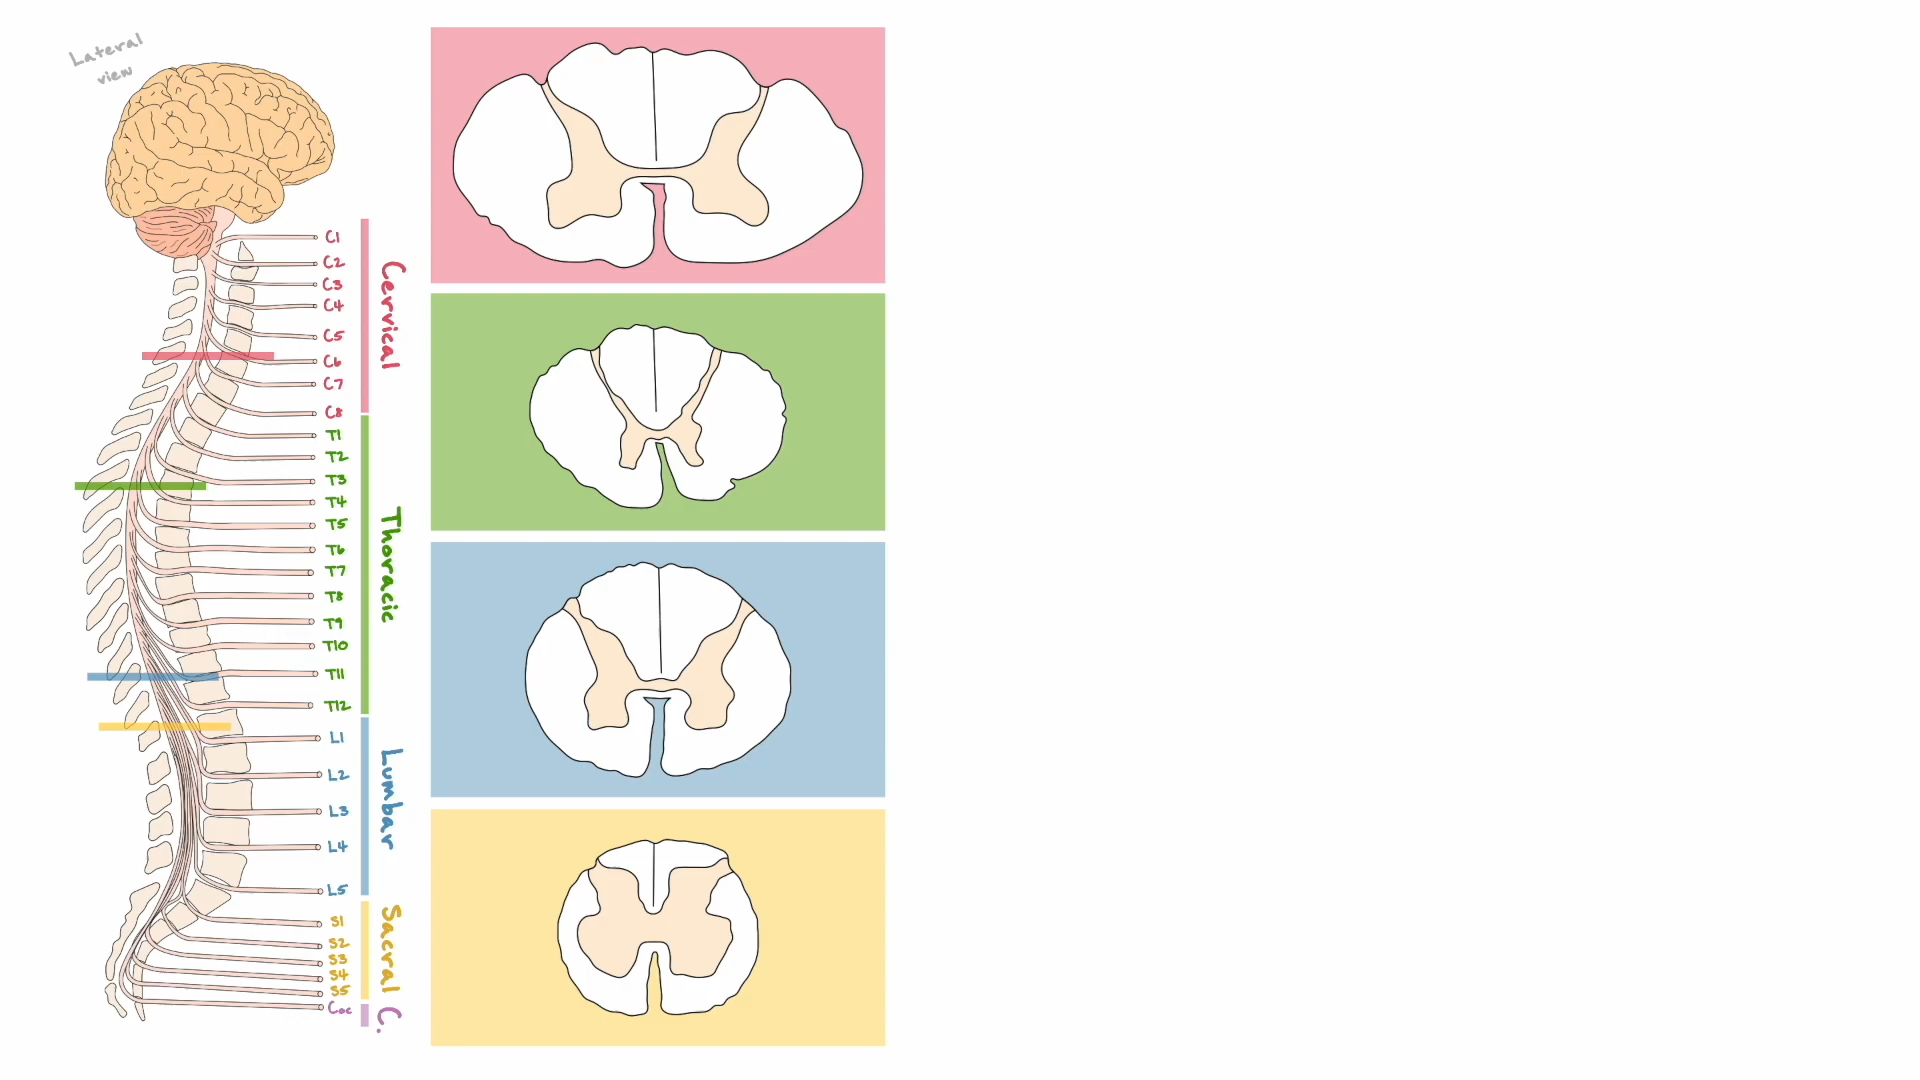 Lateral
view
C1
C2
C3
C4
C5
C6
C7
C8
Cervical
T1
T2
T3
T4
T5
T6
T7
T8
T9
T10
T11
T12
Thoracic
L1
L2
L3
L4
L5
Lumbar
S1
S2
S3
S4
S5
Sacral
Coc
C.